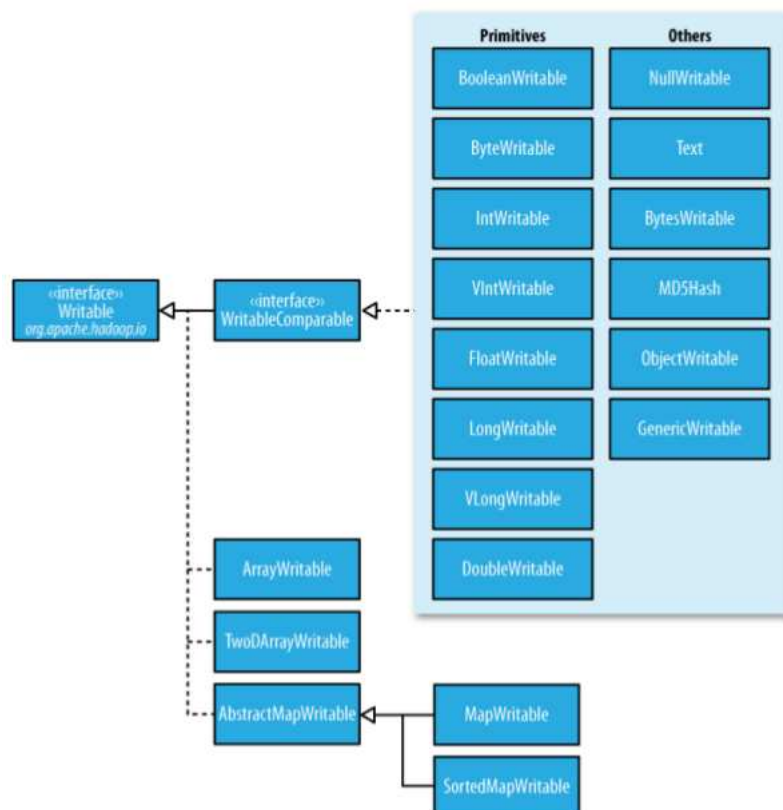 Primitives
Others
BooleanWritable
NullWritable
ByteWritable
Text
IntWritable
BytesWritable
«interface»
Writable
org.apache.hadoop.io
«interface»
WritableComparable
VIntWritable
MD5Hash
FloatWritable
ObjectWritable
LongWritable
GenericWritable
VLongWritable
ArrayWritable
DoubleWritable
TwoDArrayWritable
AbstractMapWritable
MapWritable
SortedMapWritable